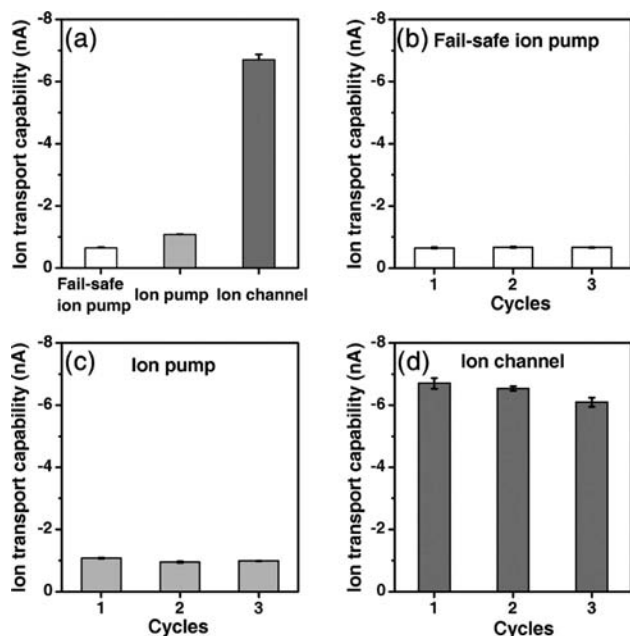 (a)
Ion transport capability (nA)
-8
-6
-4
-2
0
Fail-safe
ion pump
Ion pump
Ion channel
(b)
Fail-safe ion pump
Ion transport capability (nA)
-8
-6
-4
-2
0
1 2 3
Cycles
(c)
Ion pump
Ion transport capability (nA)
-8
-6
-4
-2
0
1 2 3
Cycles
(d)
Ion channel
Ion transport capability (nA)
-8
-6
-4
-2
0
1 2 3
Cycles